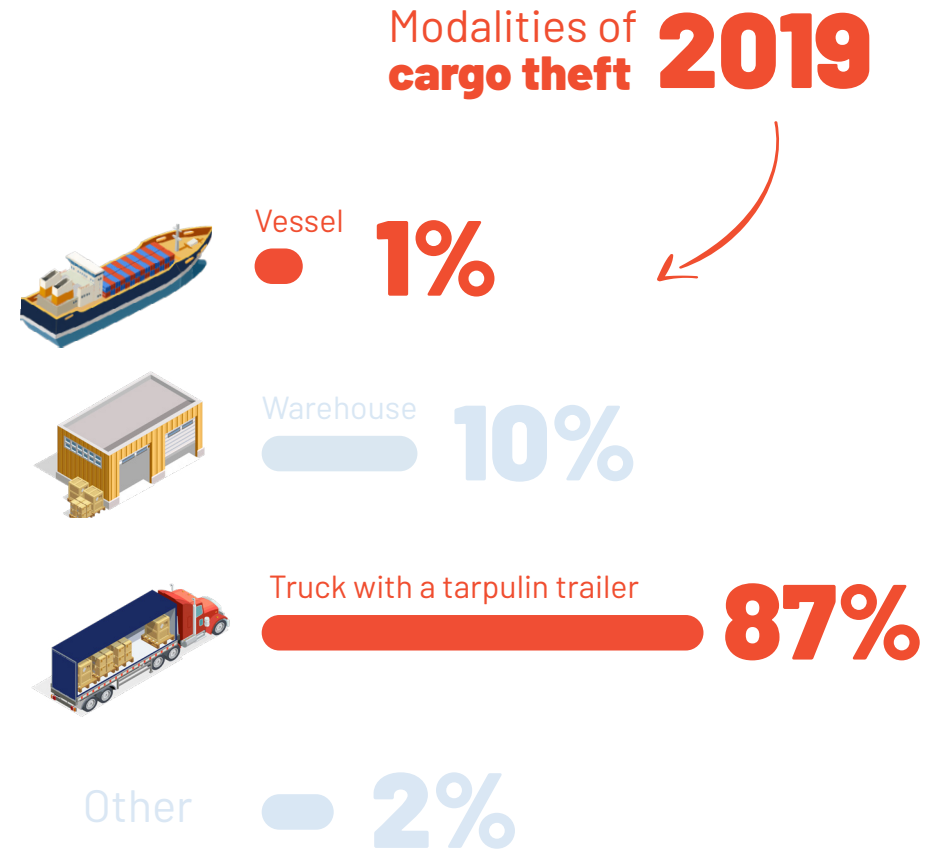 Modalities of
cargo theft
2019
Vessel
1%
Warehouse
10%
Truck with a tarpulin trailer
87%
Other
2%